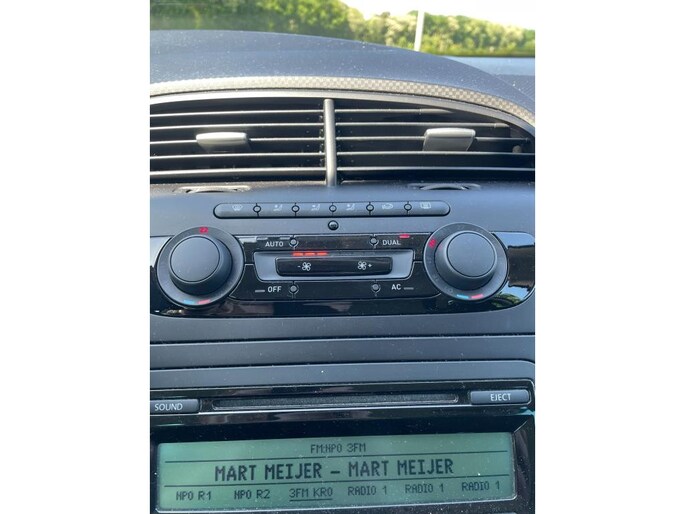 22
AUTO DUAL
- +
OFF AC
SOUND EJECT
FM:NPO 3FM
MART MEIJER – MART MEIJER
NPO R1 NPO R2 3FM KRO RADIO 1 RADIO 1 RADIO 1